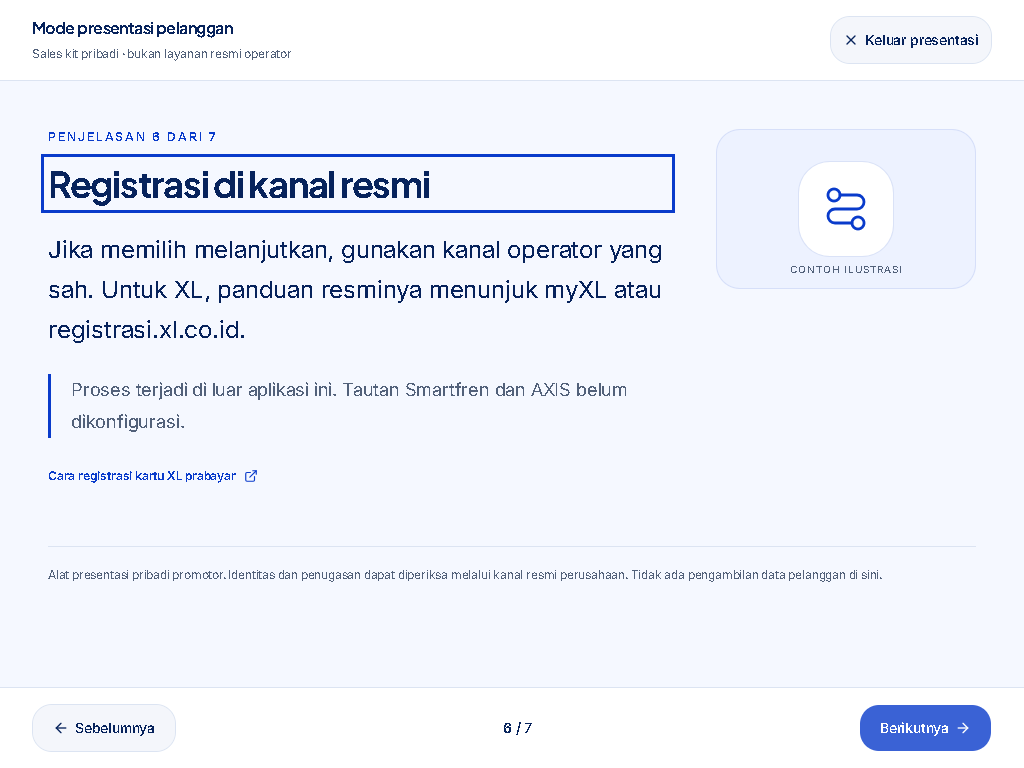 Mode presentasi pelanggan
Sales kit pribadi · bukan layanan resmi operator
Keluar presentasi
PENJELASAN 6 DARI 7
Registrasi di kanal resmi
Jika memilih melanjutkan, gunakan kanal operator yang
sah. Untuk XL, panduan resminya menunjuk myXL atau
registrasi.xl.co.id.
CONTOH ILUSTRASI
Proses terjadi di luar aplikasi ini. Tautan Smartfren dan AXIS belum
dikonfigurasi.
Cara registrasi kartu XL prabayar
Alat presentasi pribadi promotor. Identitas dan penugasan dapat diperiksa melalui kanal resmi perusahaan. Tidak ada pengambilan data pelanggan di sini.
Sebelumnya
6 / 7
Berikutnya